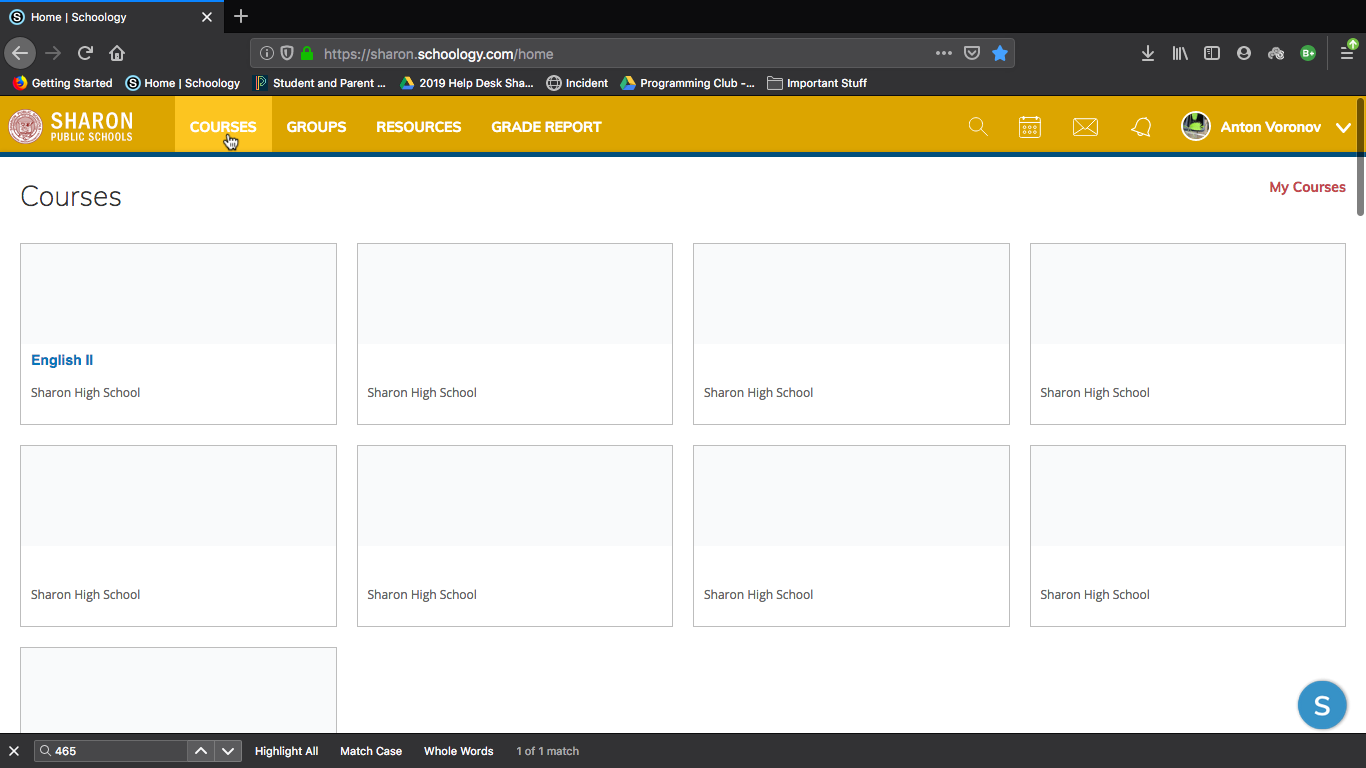 Home | Schoology
https://sharon.schoology.com/home
Getting Started Home | Schoology Student and Parent ... 2019 Help Desk Sha... Incident Programming Club -... Important Stuff
SHARON
PUBLIC SCHOOLS
COURSES GROUPS RESOURCES GRADE REPORT Anton Voronov
Courses
My Courses
English II
Sharon High School Sharon High School Sharon High School Sharon High School
Sharon High School Sharon High School Sharon High School Sharon High School
S
465 Highlight All Match Case Whole Words 1 of 1 match